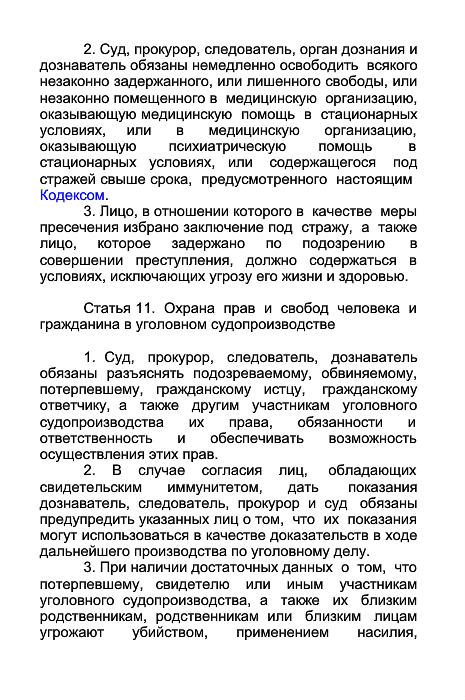 2. Суд, прокурор, следователь, орган дознания и
дознаватель обязаны немедленно освободить всякого
незаконно задержанного, или лишенного свободы, или
незаконно помещенного в медицинскую организацию,
оказывающую медицинскую помощь в стационарных
условиях, или в медицинскую организацию,
оказывающую психиатрическую помощь в
стационарных условиях, или содержащегося под
стражей свыше срока, предусмотренного настоящим
Кодексом.
3. Лицо, в отношении которого в качестве меры
пресечения избрано заключение под стражу, а также
лицо, которое задержано по подозрению в
совершении преступления, должно содержаться в
условиях, исключающих угрозу его жизни и здоровью.
Статья 11. Охрана прав и свобод человека и
гражданина в уголовном судопроизводстве
1. Суд, прокурор, следователь, дознаватель
обязаны разъяснять подозреваемому, обвиняемому,
потерпевшему, гражданскому истцу, гражданскому
ответчику, а также другим участникам уголовного
судопроизводства их права, обязанности и
ответственность и обеспечивать возможность
осуществления этих прав.
2. В случае согласия лиц, обладающих
свидетельским иммунитетом, дать показания
дознаватель, следователь, прокурор и суд обязаны
предупредить указанных лиц о том, что их показания
могут использоваться в качестве доказательств в ходе
дальнейшего производства по уголовному делу.
3. При наличии достаточных данных о том, что
потерпевшему, свидетелю или иным участникам
уголовного судопроизводства, а также их близким
родственникам, родственникам или близким лицам
угрожают убийством, применением насилия,